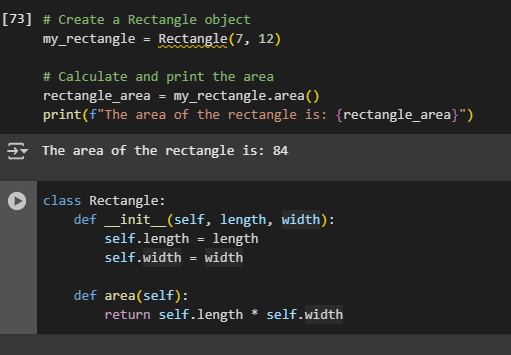 [73] # Create a Rectangle object
my_rectangle = Rectangle(7, 12)
# Calculate and print the area
rectangle_area = my_rectangle.area()
print(f"The area of the rectangle is: {rectangle_area}")
The area of the rectangle is: 84
class Rectangle:
    def __init__(self, length, width):
        self.length = length
        self.width = width
    def area(self):
        return self.length * self.width